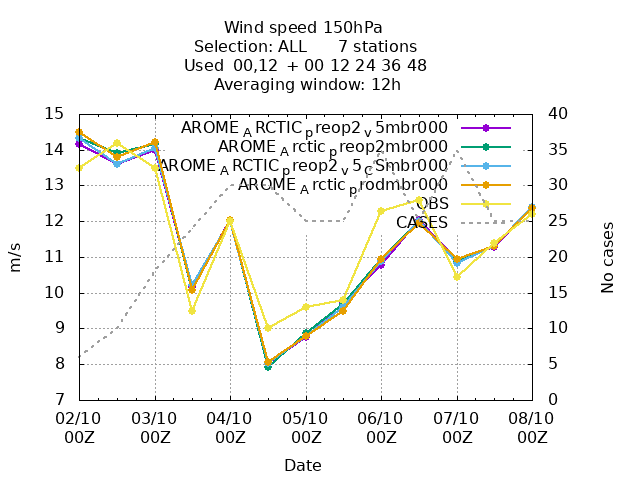 Wind speed 150hPa
Selection: ALL 7 stations
Used 00,12 + 00 12 24 36 48
Averaging window: 12h
AROME_ARCTIC_preop2_v5mbr000
AROME_Arctic_preop2mbr000
AROME_ARCTIC_preop2_v5_CSmbr000
AROME_Arctic_prodmbr000
OBS
CASES
15
14
13
12
11
10
9
8
7
m/s
40
35
30
25
20
15
10
5
0
No cases
02/10 03/10 04/10 05/10 06/10 07/10 08/10
00Z 00Z 00Z 00Z 00Z 00Z 00Z
Date